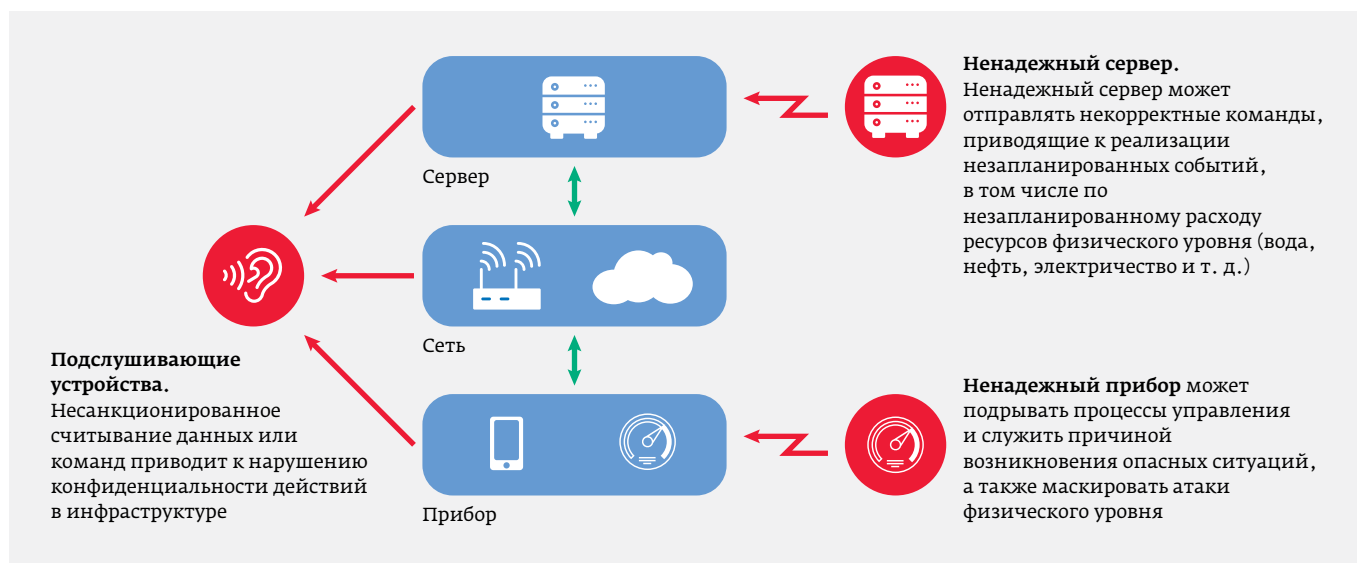 Сервер
Сеть
Прибор
Подслушивающие
устройства.
Несанкционированное
считывание данных или
команд приводит к нарушению
конфиденциальности действий
в инфраструктуре
Ненадежный сервер.
Ненадежный сервер может
отправлять некорректные команды,
приводящие к реализации
незапланированных событий,
в том числе по
незапланированному расходу
ресурсов физического уровня (вода,
нефть, электричество и т. д.)
Ненадежный прибор может
подрывать процессы управления
и служить причиной
возникновения опасных ситуаций,
а также маскировать атаки
физического уровня